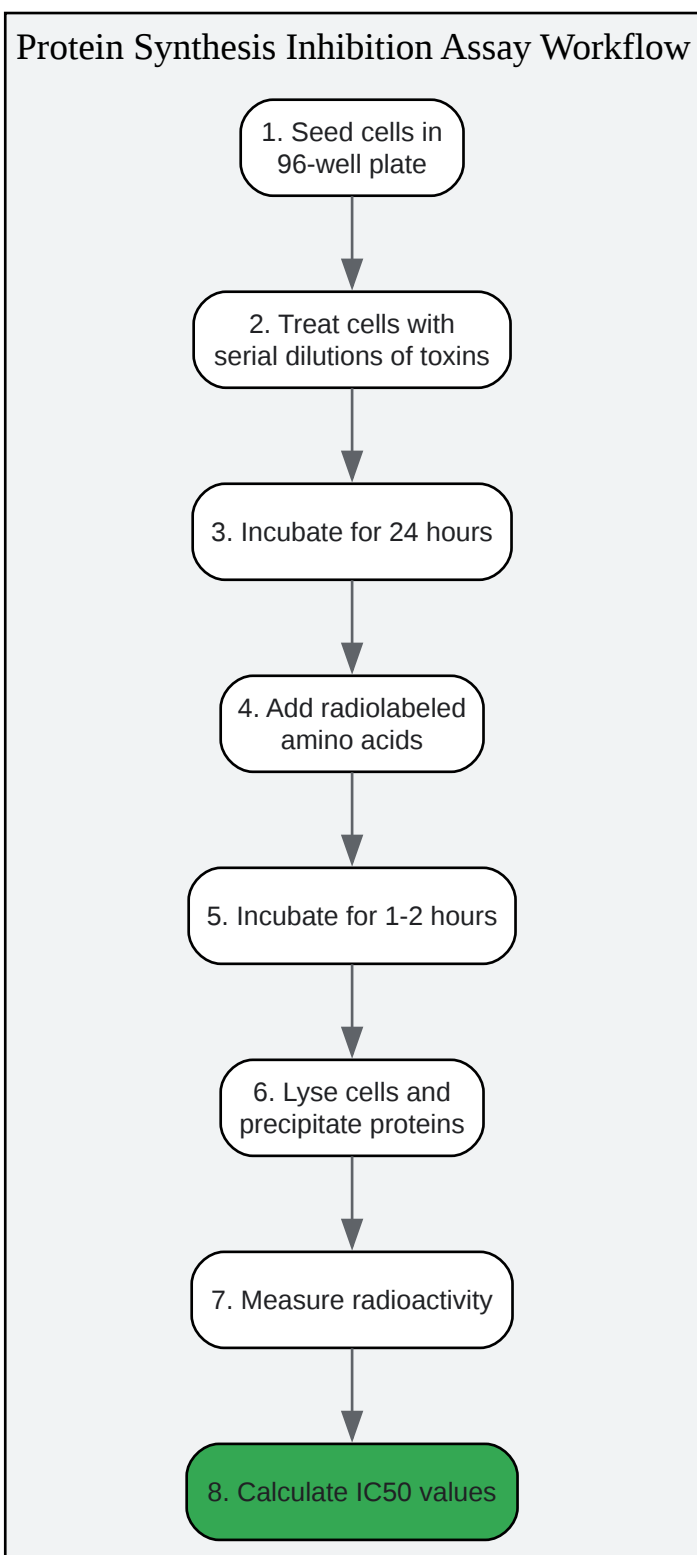 Protein Synthesis Inhibition Assay Workflow
1. Seed cells in
96-well plate
2. Treat cells with
serial dilutions of toxins
3. Incubate for 24 hours
4. Add radiolabeled
amino acids
5. Incubate for 1-2 hours
6. Lyse cells and
precipitate proteins
7. Measure radioactivity
8. Calculate IC50 values